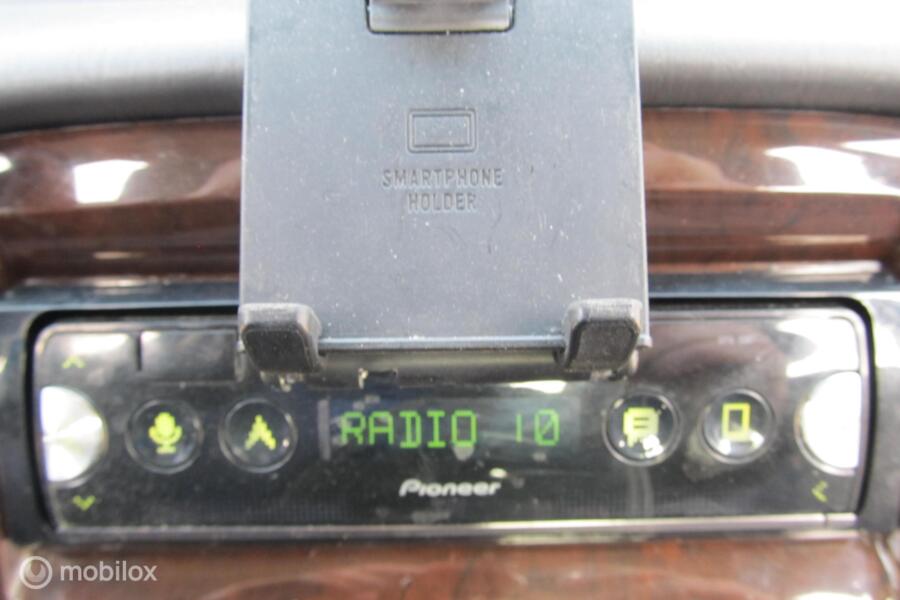 SMARTPHONE
HOLDER
RADIO 10
Pioneer
mobilox